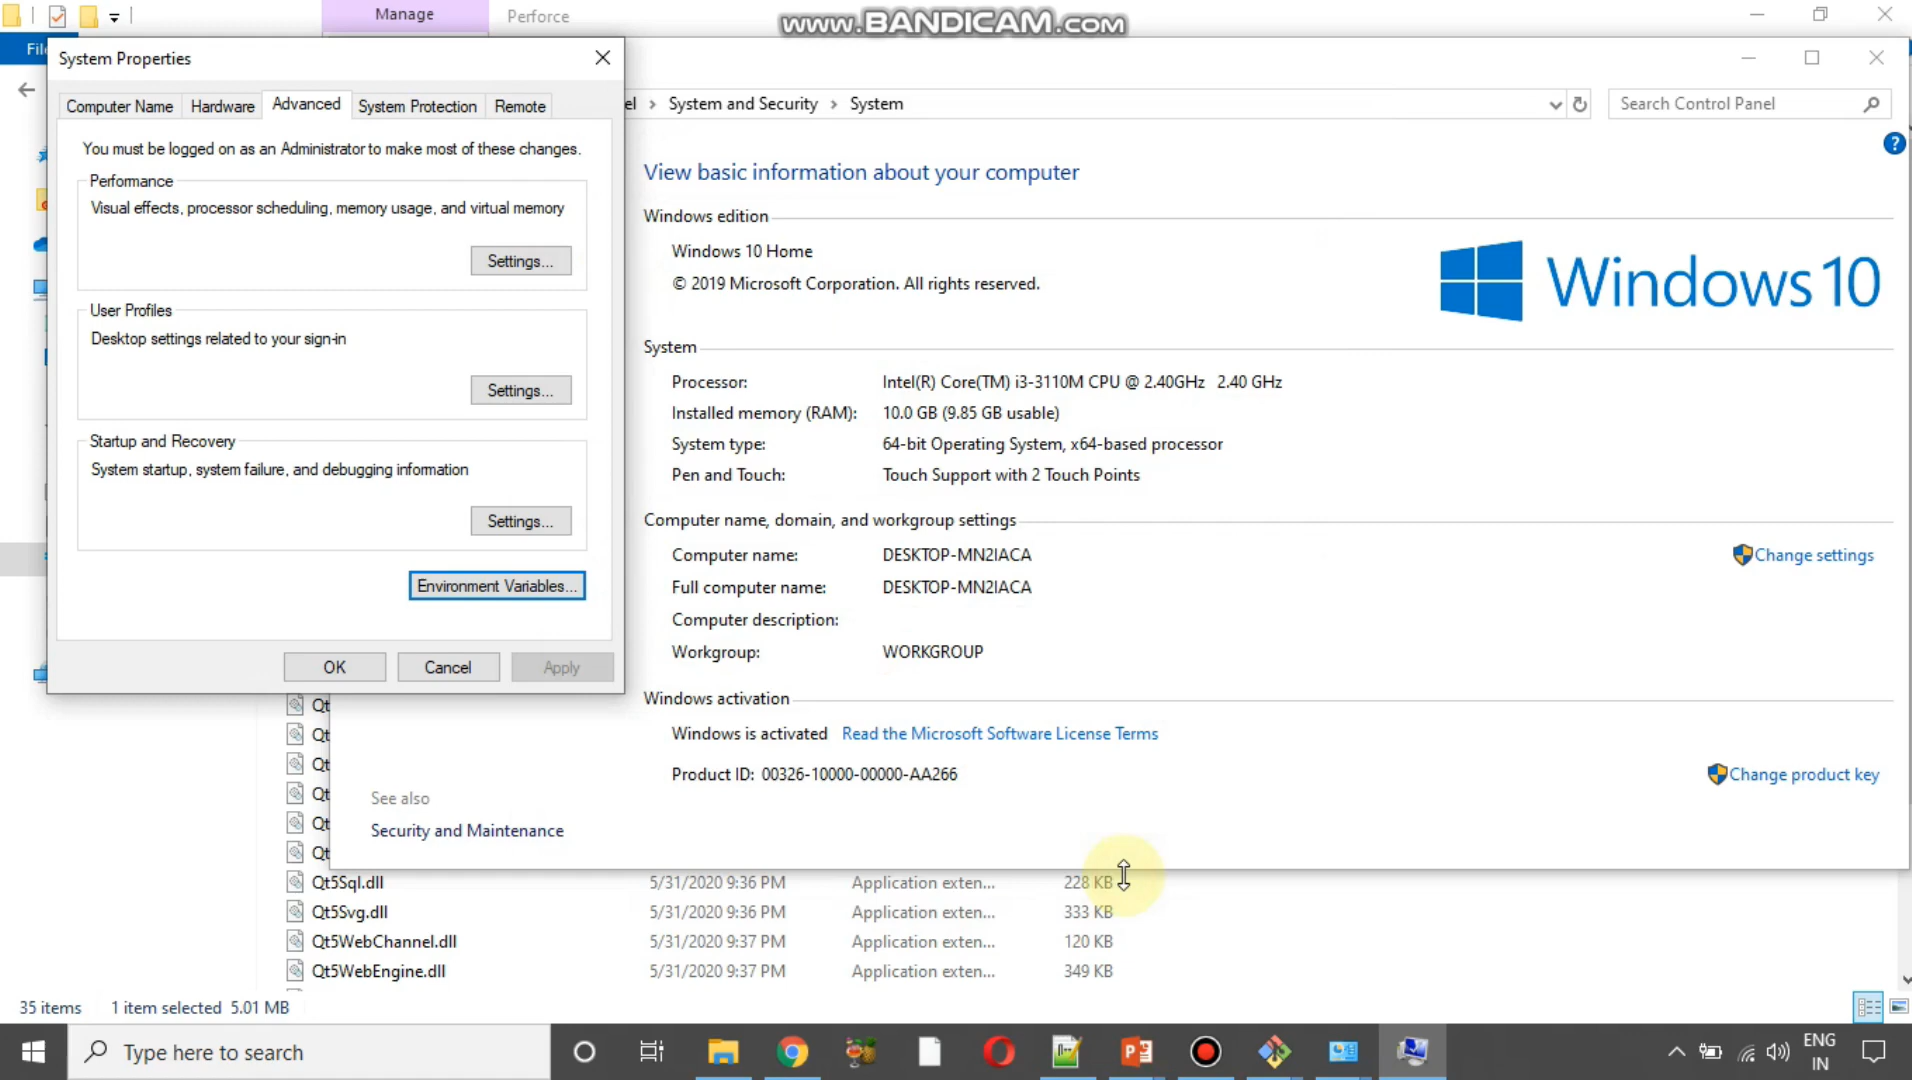 Manage
Perforce
www.BANDICAM.com
File
System Properties
Computer Name
Hardware
Advanced
System Protection
Remote
System and Security
System
Search Control Panel
You must be logged on as an Administrator to make most of these changes.
Performance
Visual effects, processor scheduling, memory usage, and virtual memory
Settings...
User Profiles
Desktop settings related to your sign-in
Settings...
Startup and Recovery
System startup, system failure, and debugging information
Settings...
Environment Variables...
OK
Cancel
Apply
View basic information about your computer
Windows edition
Windows 10 Home
© 2019 Microsoft Corporation. All rights reserved.
Windows 10
System
Processor: Intel(R) Core(TM) i3-3110M CPU @ 2.40GHz 2.40 GHz
Installed memory (RAM): 10.0 GB (9.85 GB usable)
System type: 64-bit Operating System, x64-based processor
Pen and Touch: Touch Support with 2 Touch Points
Computer name, domain, and workgroup settings
Computer name: DESKTOP-MN2IACA
Change settings
Full computer name: DESKTOP-MN2IACA
Computer description:
Workgroup: WORKGROUP
Windows activation
Windows is activated Read the Microsoft Software License Terms
Product ID: 00326-10000-00000-AA266
Change product key
See also
Security and Maintenance
Qt
Qt
Qt
Qt
Qt
Qt
Qt5Sql.dll 5/31/2020 9:36 PM Application exten... 228 KB
Qt5Svg.dll 5/31/2020 9:36 PM Application exten... 333 KB
Qt5WebChannel.dll 5/31/2020 9:37 PM Application exten... 120 KB
Qt5WebEngine.dll 5/31/2020 9:37 PM Application exten... 349 KB
35 items 1 item selected 5.01 MB
Type here to search
ENG
IN